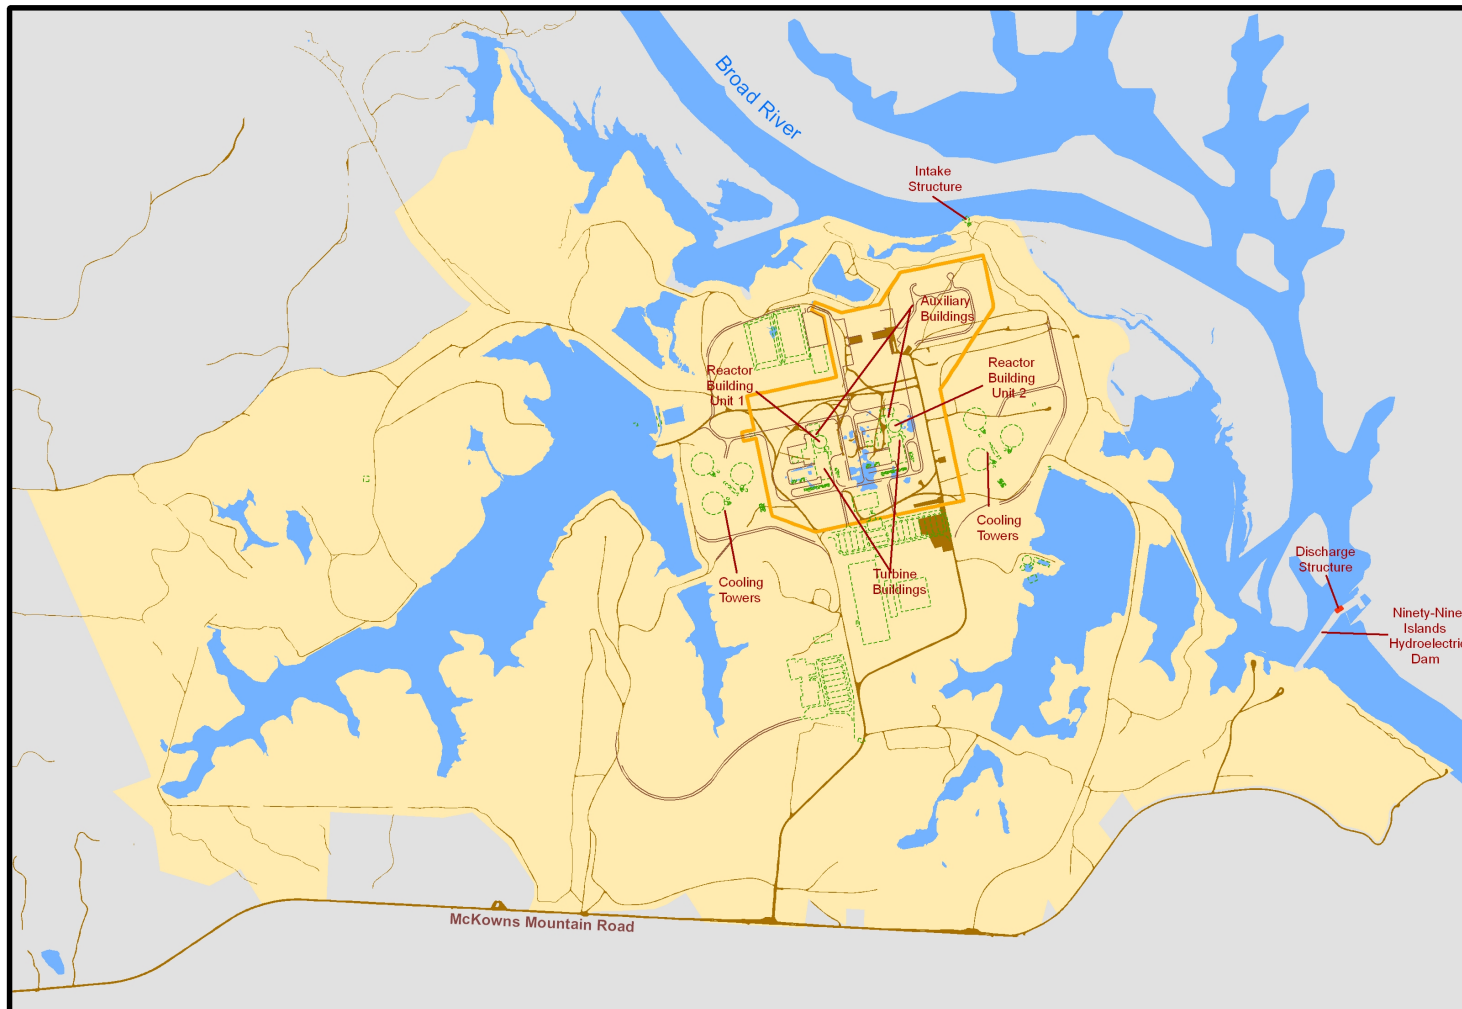 Broad River
Intake
Structure
Auxiliary
Buildings
Reactor
Building
Unit 1
Reactor
Building
Unit 2
Cooling
Towers
Cooling
Towers
Turbine
Buildings
Discharge
Structure
Ninety-Nine
Islands
Hydroelectric
Dam
McKowns Mountain Road